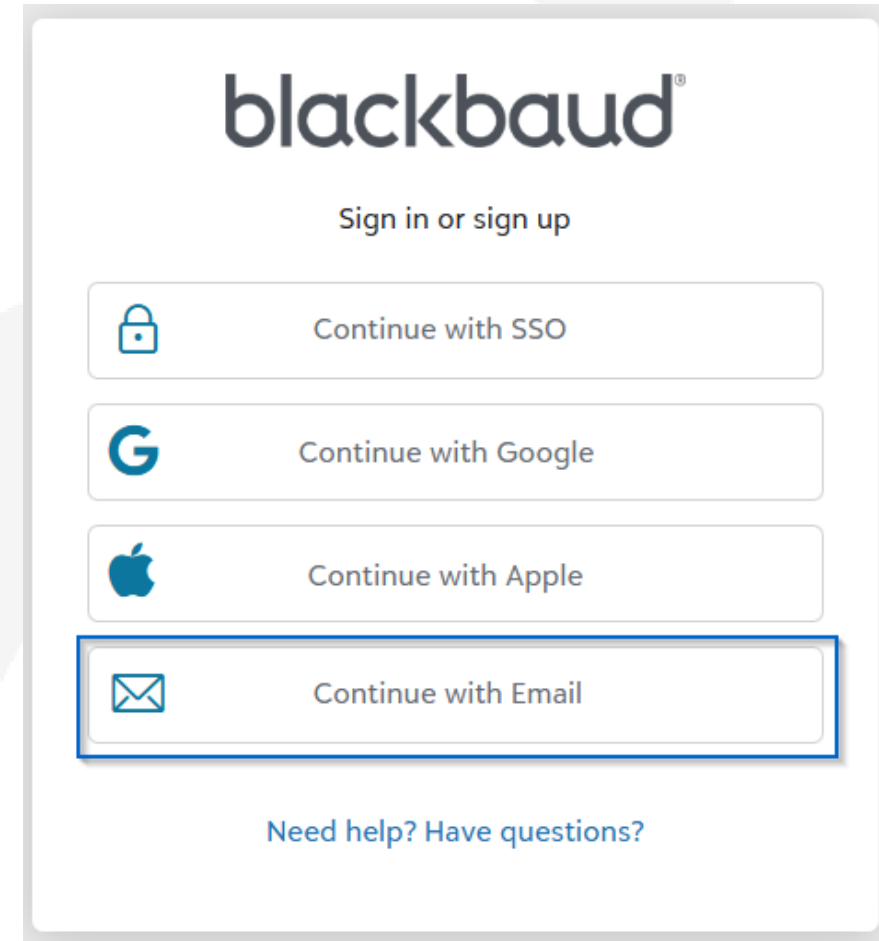 blackbaud®
Sign in or sign up
Continue with SSO
Continue with Google
Continue with Apple
Continue with Email
Need help? Have questions?